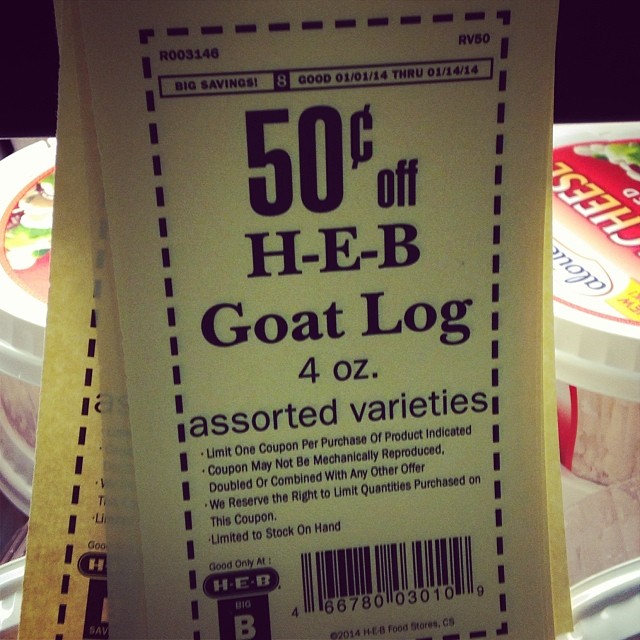 R003146
RV50
BIG SAVINGS! 8 GOOD 01/01/14 THRU 01/14/14
50¢ off
H-E-B
Goat Log
4 oz.
assorted varieties
· Limit One Coupon Per Purchase Of Product Indicated
· Coupon May Not Be Mechanically Reproduced,
Doubled Or Combined With Any Other Offer
· We Reserve the Right to Limit Quantities Purchased on
This Coupon.
·Limited to Stock On Hand
Good Only At :
H-E-B
BIG
B
4 66780 03010 9
©2014 H-E-B Food Stores, CS
CHEESE